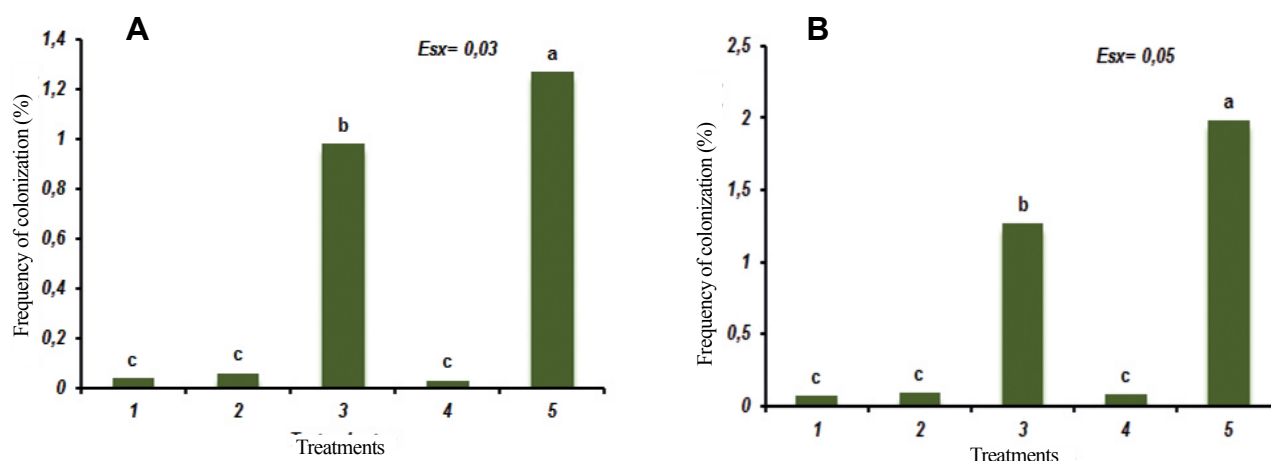 A
Esx= 0,03
Frequency of colonization (%)
1,4
1,2
1
0,8
0,6
0,4
0,2
0
c
c
b
c
a
1
2
3
4
5
Treatments
B
Esx= 0,05
Frequency of colonization (%)
2,5
2
1,5
1
0,5
0
c
c
b
c
a
1
2
3
4
5
Treatments